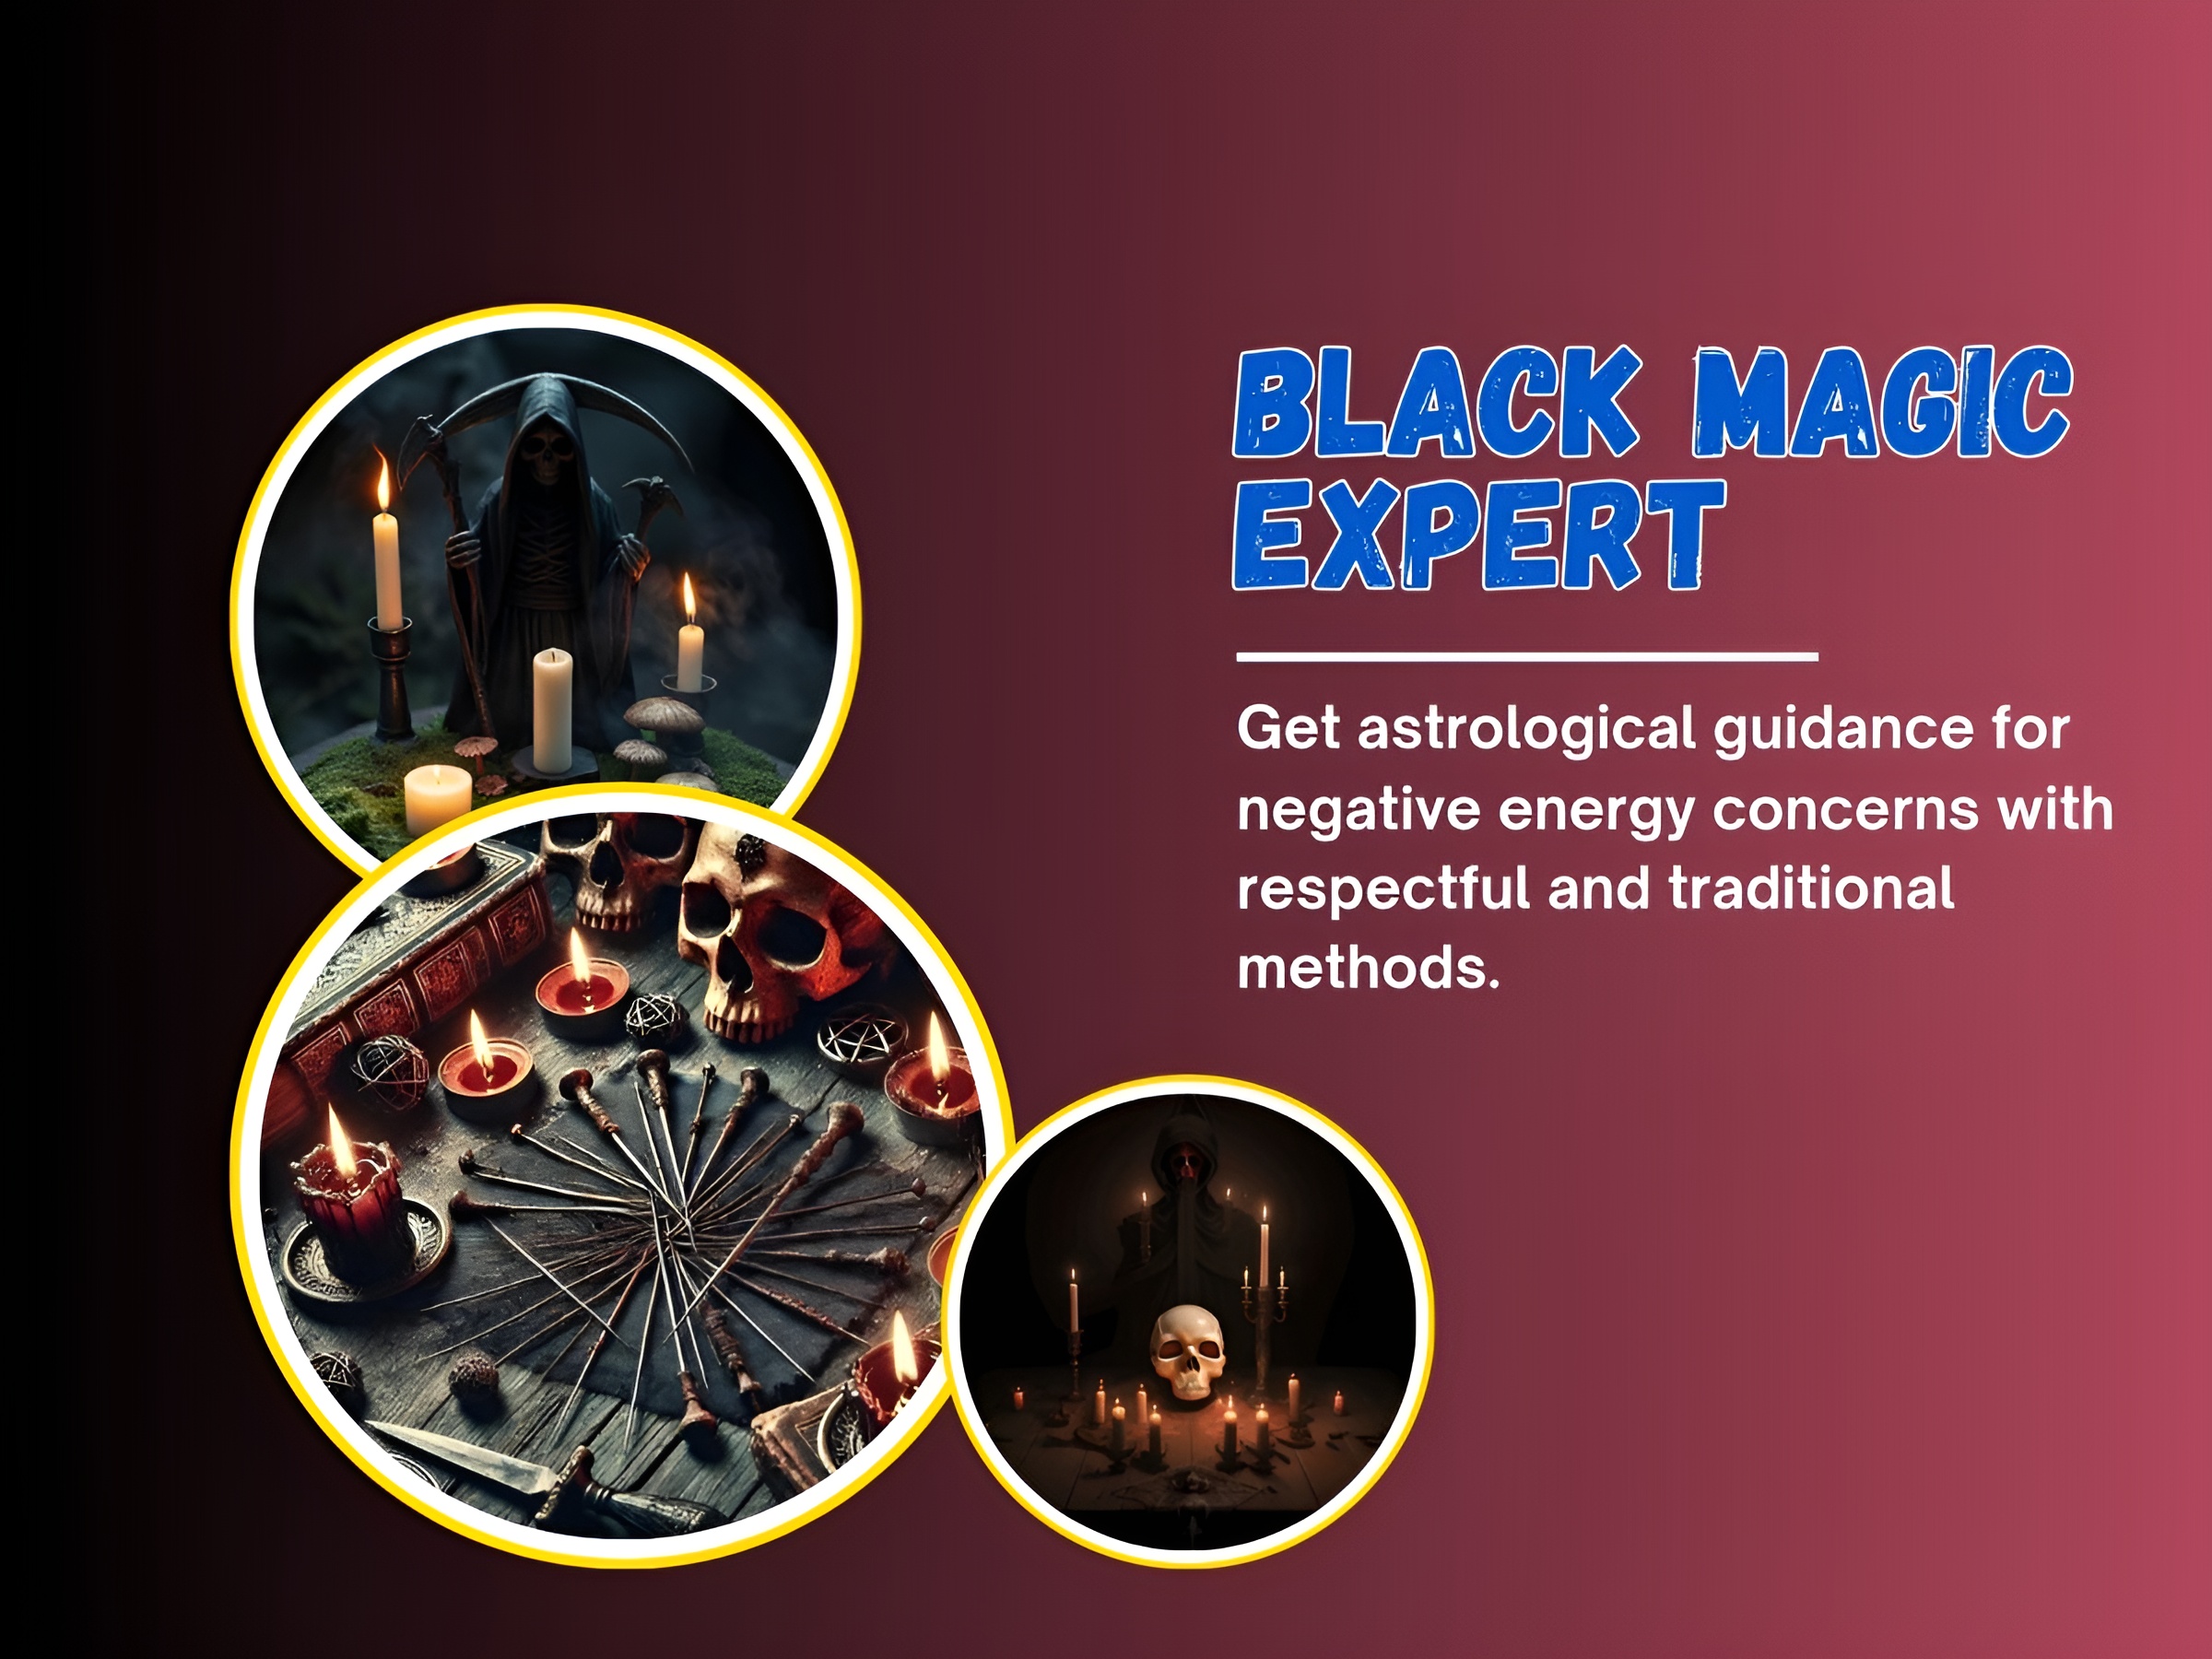 BLACK MAGIC
EXPERT
Get astrological guidance for
negative energy concerns with
respectful and traditional
methods.